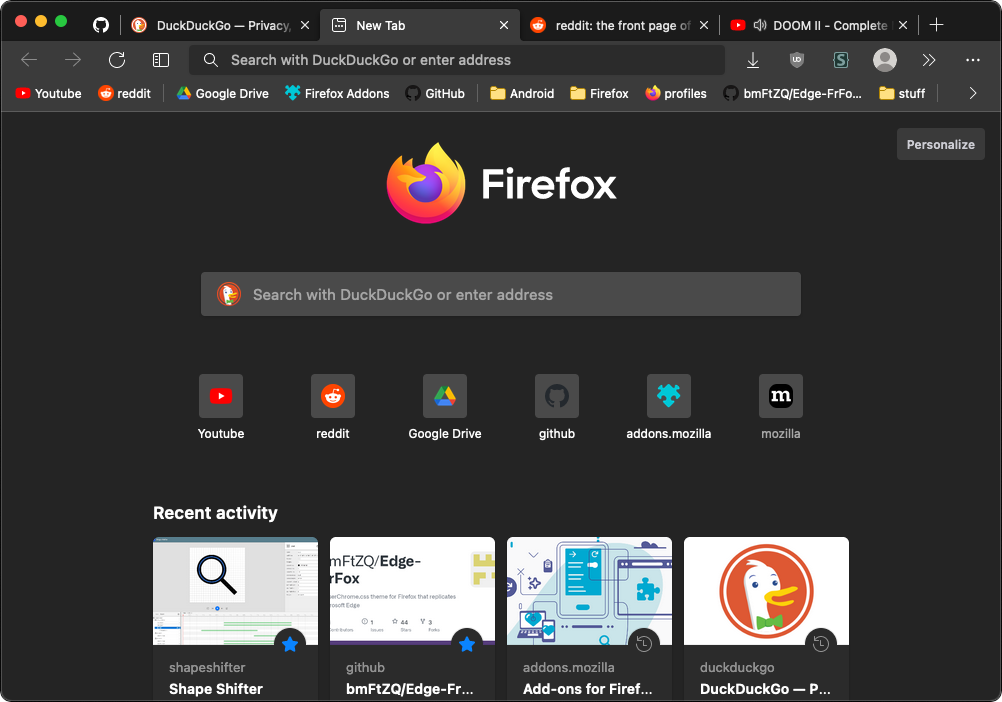 DuckDuckGo — Privacy,
New Tab
reddit: the front page of
DOOM II - Complete
Search with DuckDuckGo or enter address
UD
S
Youtube
reddit
Google Drive
Firefox Addons
GitHub
Android
Firefox
profiles
bmFtZQ/Edge-FrFo...
stuff
Personalize
Firefox
Search with DuckDuckGo or enter address
Youtube
reddit
Google Drive
github
addons.mozilla
m
mozilla
Recent activity
mFtZQ/Edge-
rFox
erChrome.css theme for Firefox that replicates
rosoft Edge
1
44
3
Issues
Stars
Forks
shapeshifter
Shape Shifter
github
bmFtZQ/Edge-Fr...
addons.mozilla
Add-ons for Firef...
duckduckgo
DuckDuckGo — P...